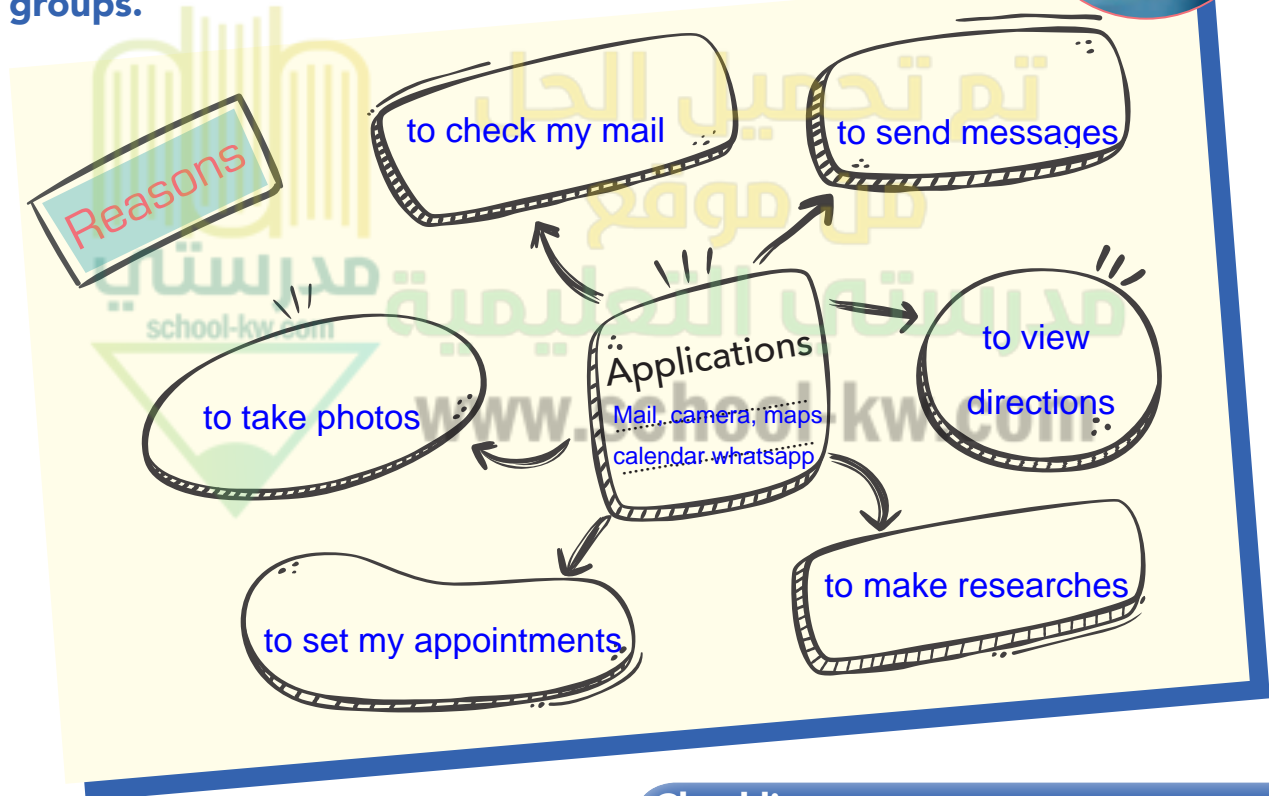 groups.
Reasons
to check my mail
to send messages
تم تحميل الحل
من موقع
مدرستي التعليمية
www.school-kw.com
مدرستي
school-kw.com
Applications
Mail, camera, maps
calendar whatsapp
to view
directions
to take photos
to make researches
to set my appointments